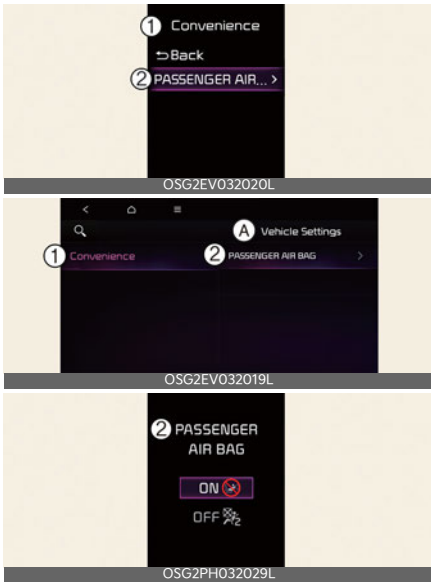 ① Convenience
⮌Back
② PASSENGER AIR... >
OSG2EV032020L
Ⓐ Vehicle Settings
① Convenience ② PASSENGER AIR BAG >
OSG2EV032019L
② PASSENGER
AIR BAG
ON
OFF 2
OSG2PH032029L